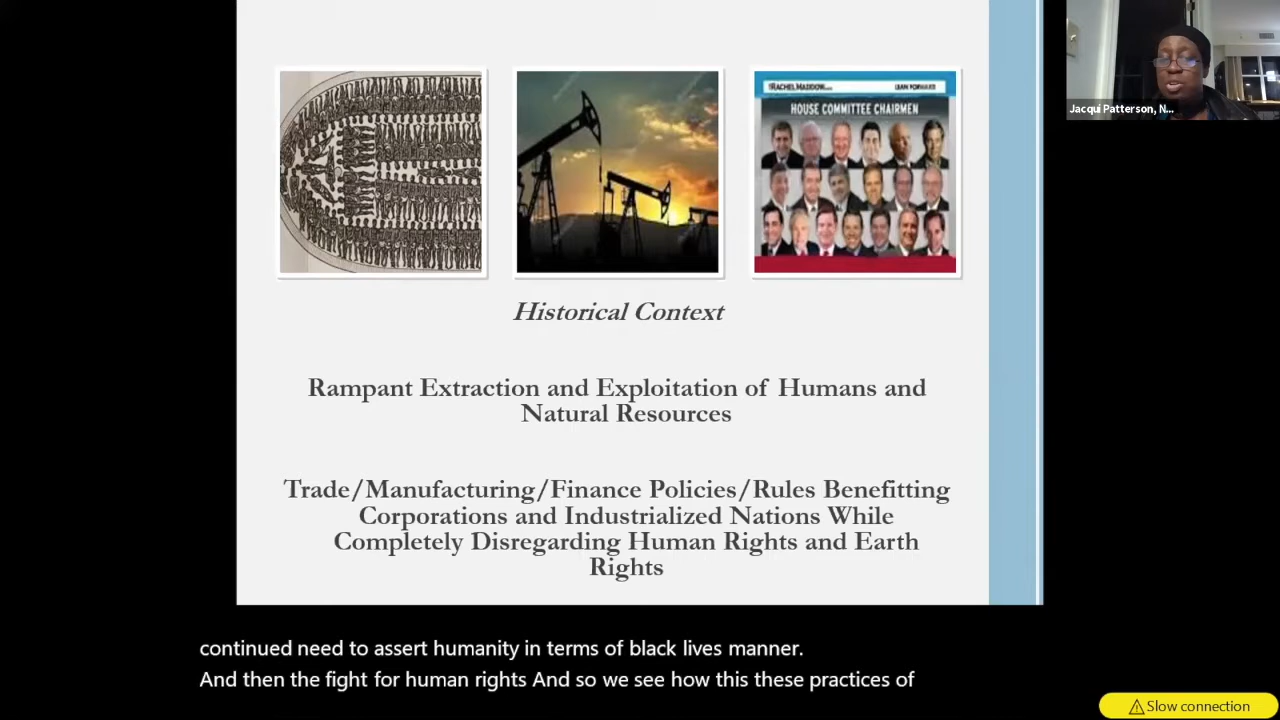 RACHEL MADDOW
LEAN FORWARD
HOUSE COMMITTEE CHAIRMEN
Jacqui Patterson, N...
Historical Context
Rampant Extraction and Exploitation of Humans and
Natural Resources
Trade/Manufacturing/Finance Policies/Rules Benefitting
Corporations and Industrialized Nations While
Completely Disregarding Human Rights and Earth
Rights
continued need to assert humanity in terms of black lives manner.
And then the fight for human rights And so we see how this these practices of
Slow connection